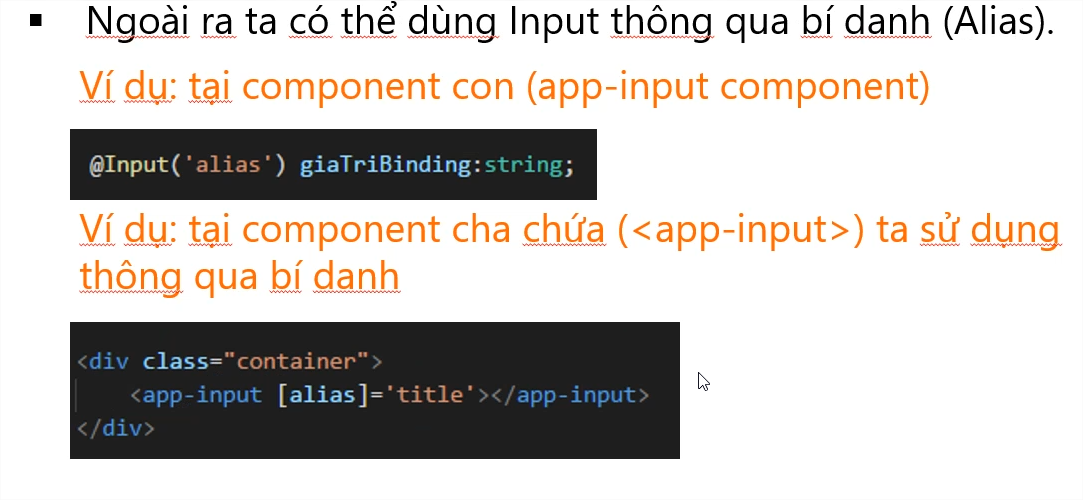 ▪ Ngoài ra ta có thể dùng Input thông qua bí danh (Alias).
Ví dụ: tại component con (app-input component)
@Input('alias') giaTriBinding:string;
Ví dụ: tại component cha chứa (<app-input>) ta sử dụng
thông qua bí danh
<div class="container">
<app-input [alias]='title'></app-input>
</div>